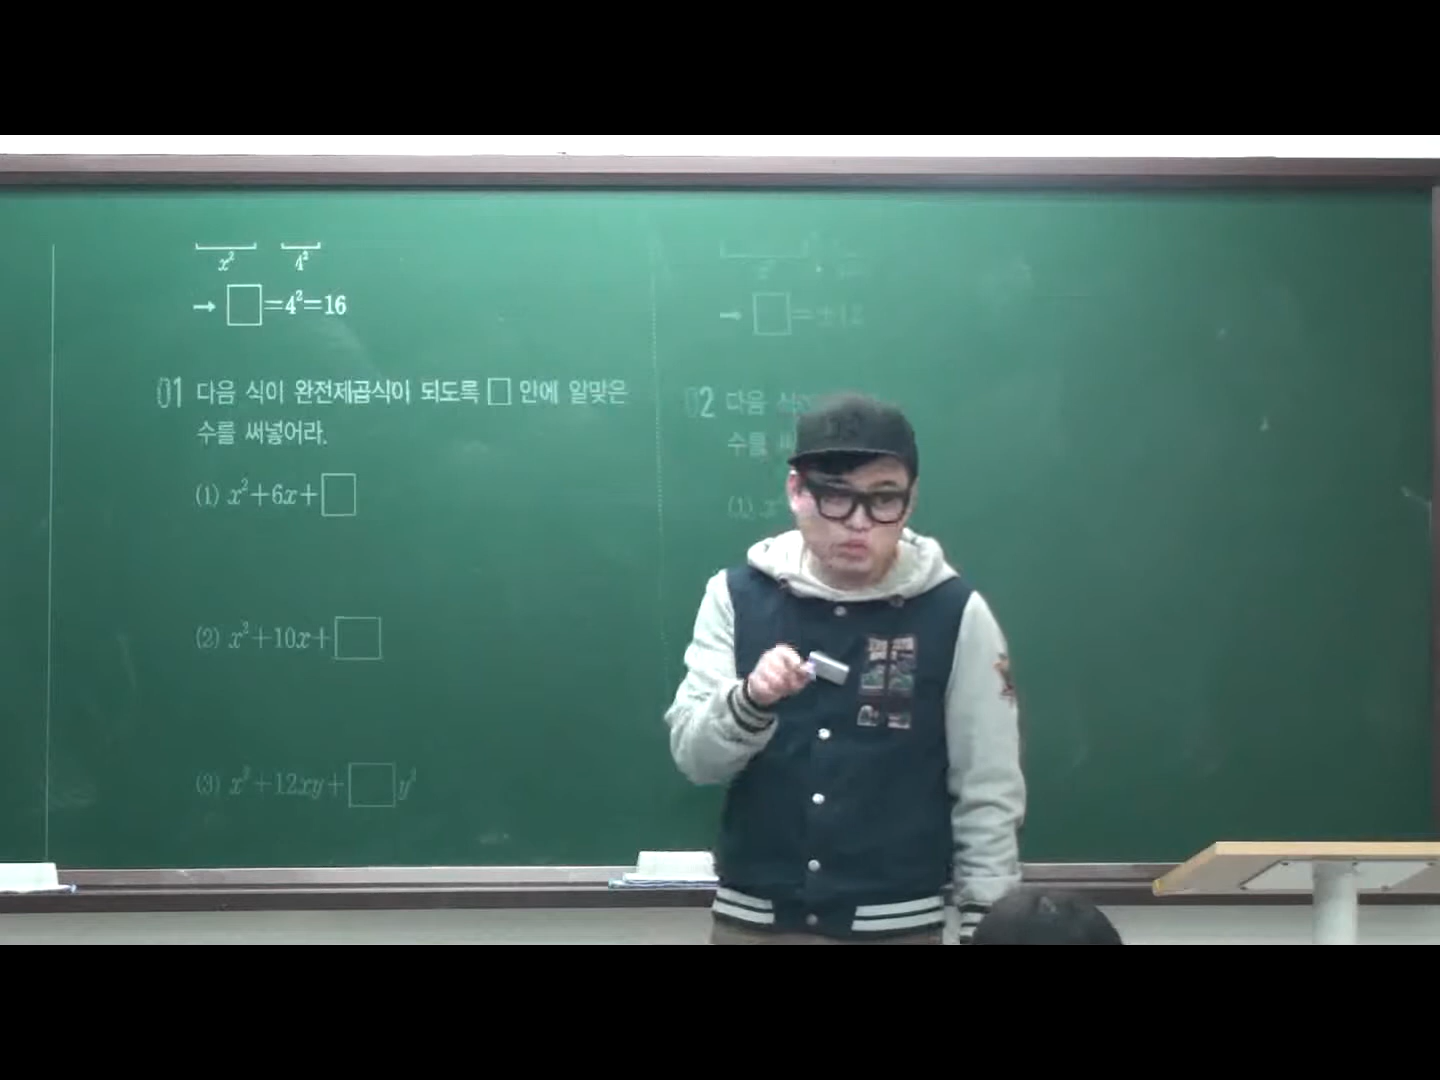 x² 4²
→ □=4²=16
01 다음 식이 완전제곱식이 되도록 □ 안에 알맞은
수를 써넣어라.
(1) x²+6x+□
(2) x²+10x+□
(3) x²+12xy+□y²
→ □=±12
02 다음
수를
(1) x